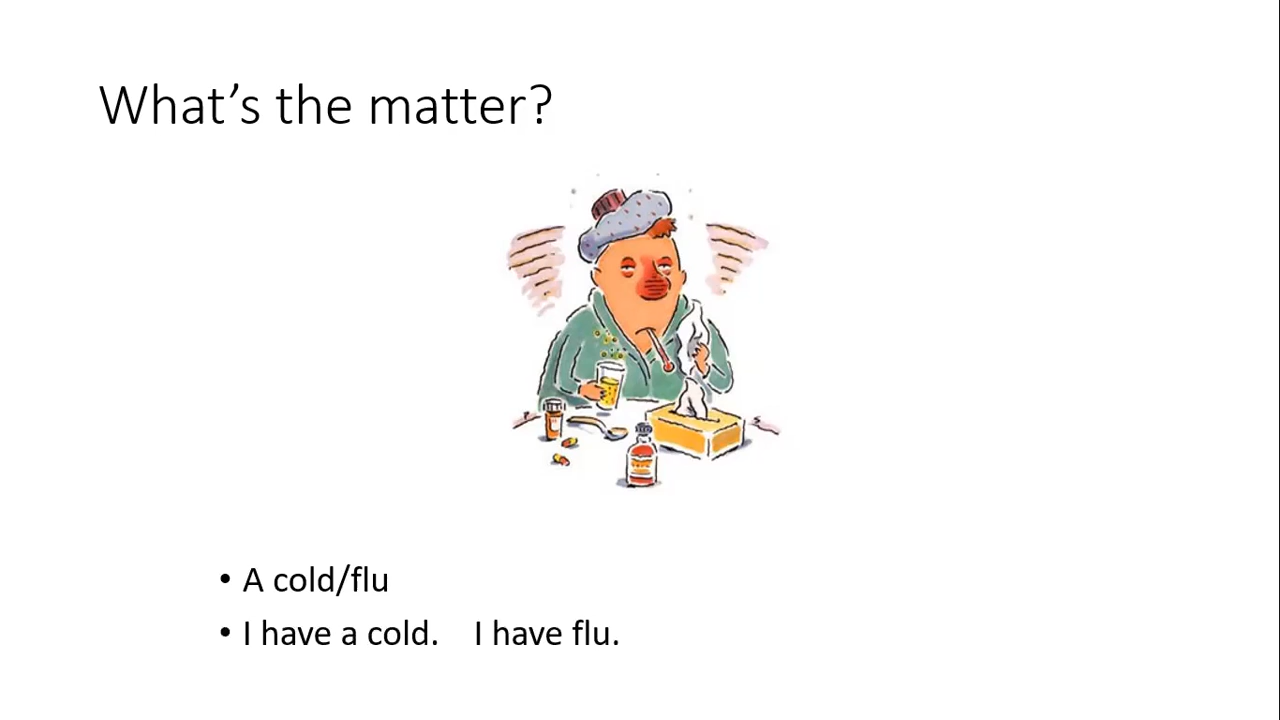 What's the matter?
• A cold/flu
• I have a cold.    I have flu.